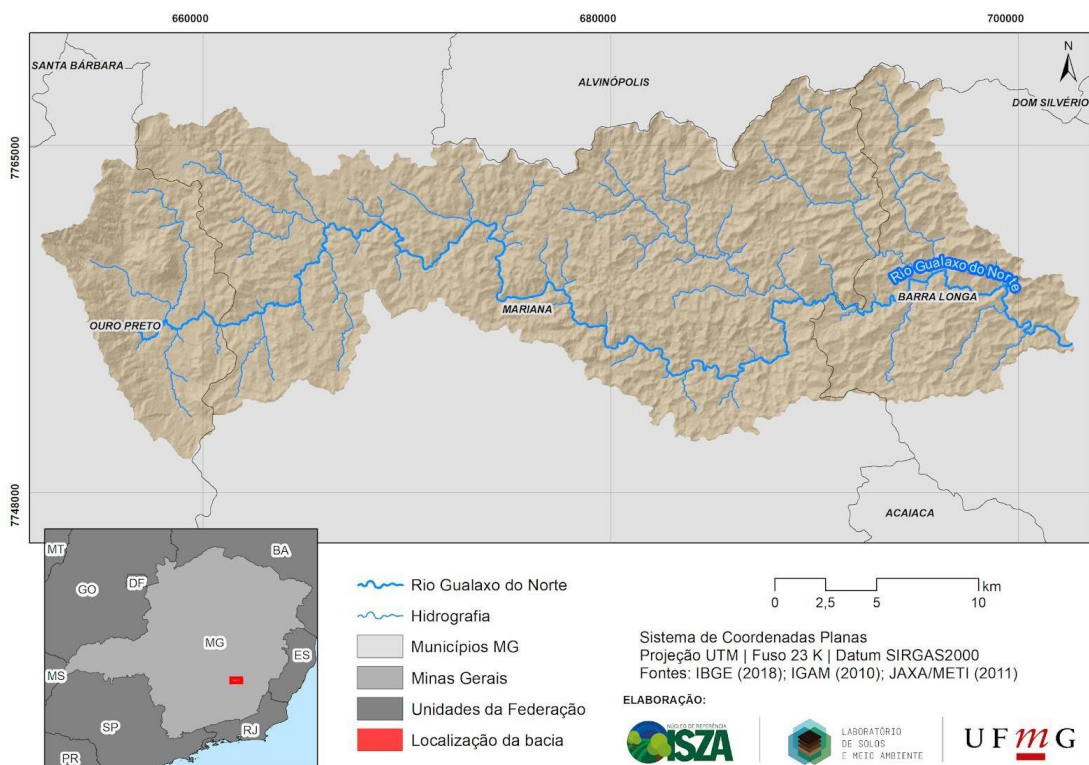 660000
680000
700000
SANTA BÁRBARA
ALVINÓPOLIS
N
DOM SILVÉRIO
7765000
Rio Gualaxo do Norte
BARRA LONGA
MARIANA
OURO PRETO
7748000
ACAIACA
MT
BA
GO
DF
MG
ES
MS
SP
RJ
PR
Rio Gualaxo do Norte
Hidrografia
Municípios MG
Minas Gerais
Unidades da Federação
Localização da bacia
0 2,5 5 10 km
Sistema de Coordenadas Planas
Projeção UTM | Fuso 23 K | Datum SIRGAS2000
Fontes: IBGE (2018); IGAM (2010); JAXA/METI (2011)
ELABORAÇÃO:
NÚCLEO DE REFERÊNCIA
ISZA
LABORATÓRIO
DE SOLOS
E MEIO AMBIENTE
UFmG